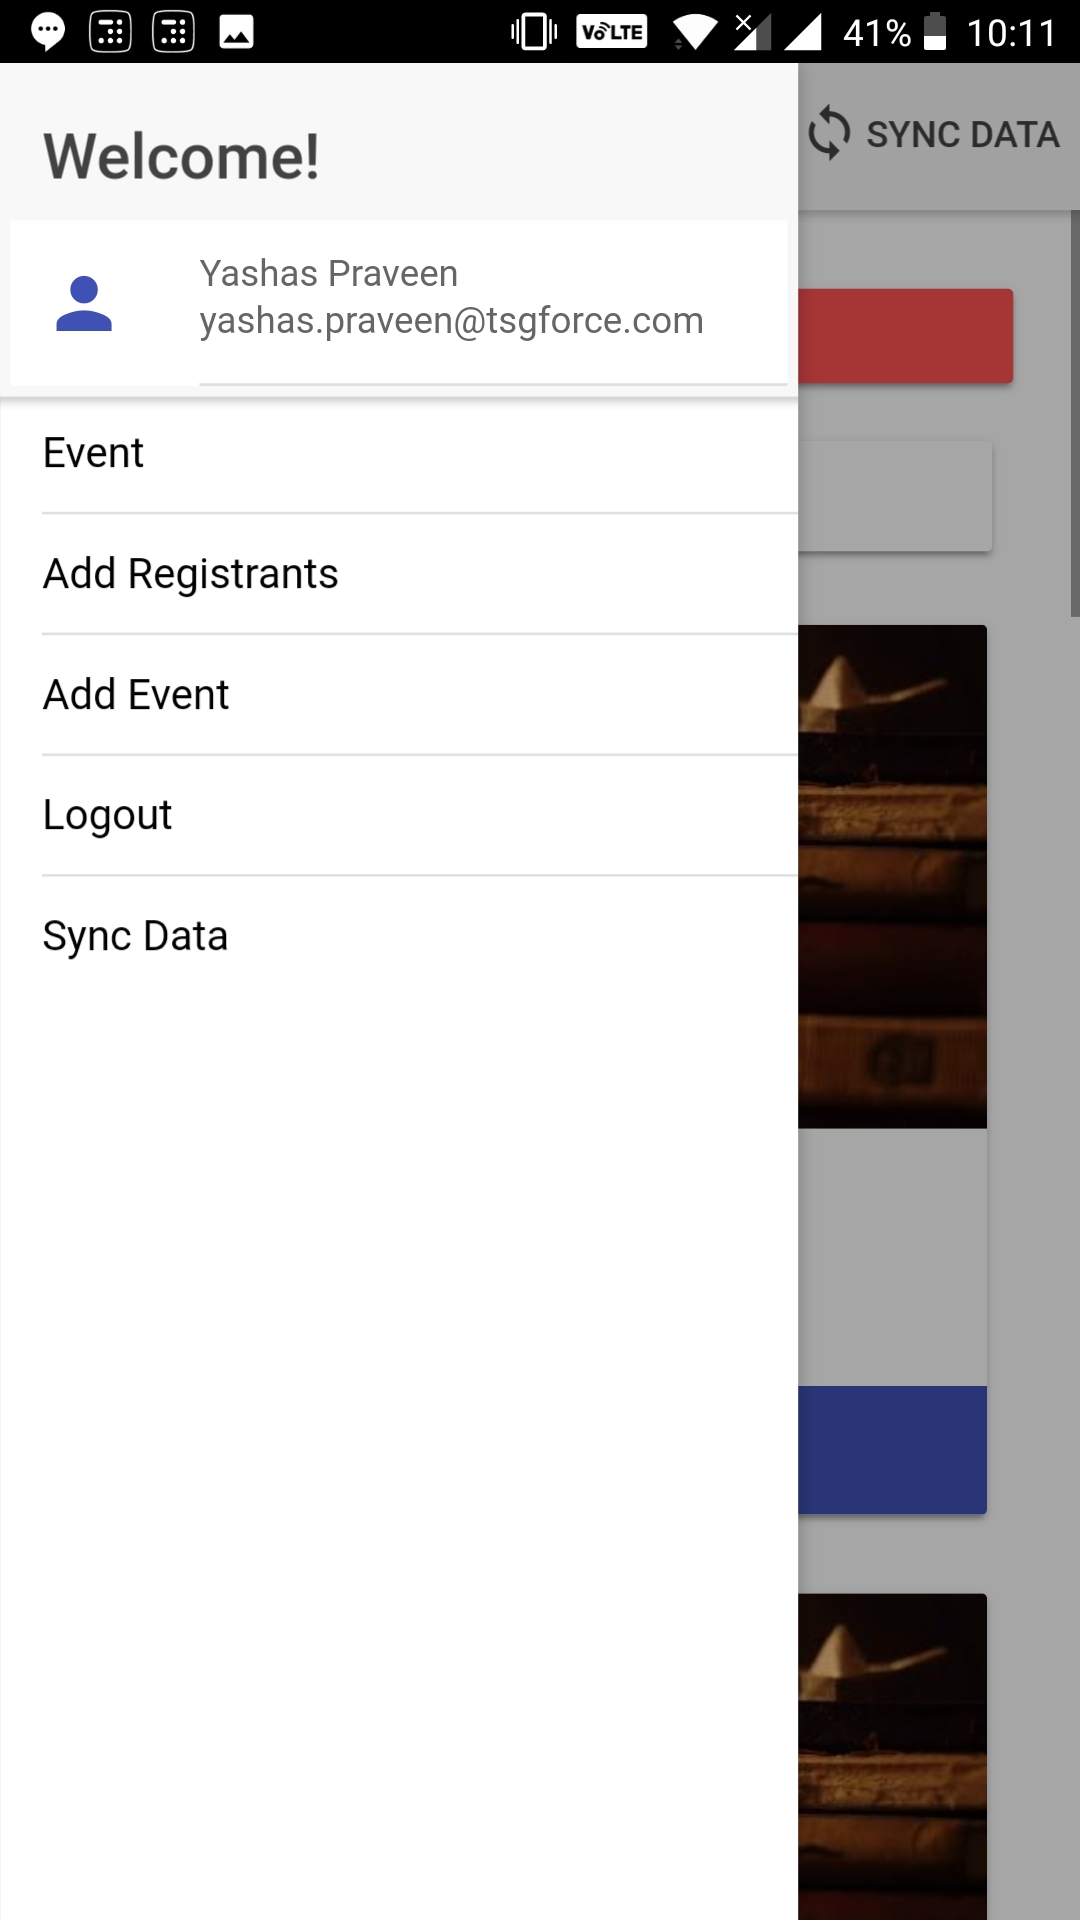 VoLTE 41% 10:11
SYNC DATA
Welcome!
Yashas Praveen
yashas.praveen@tsgforce.com
Event
Add Registrants
Add Event
Logout
Sync Data